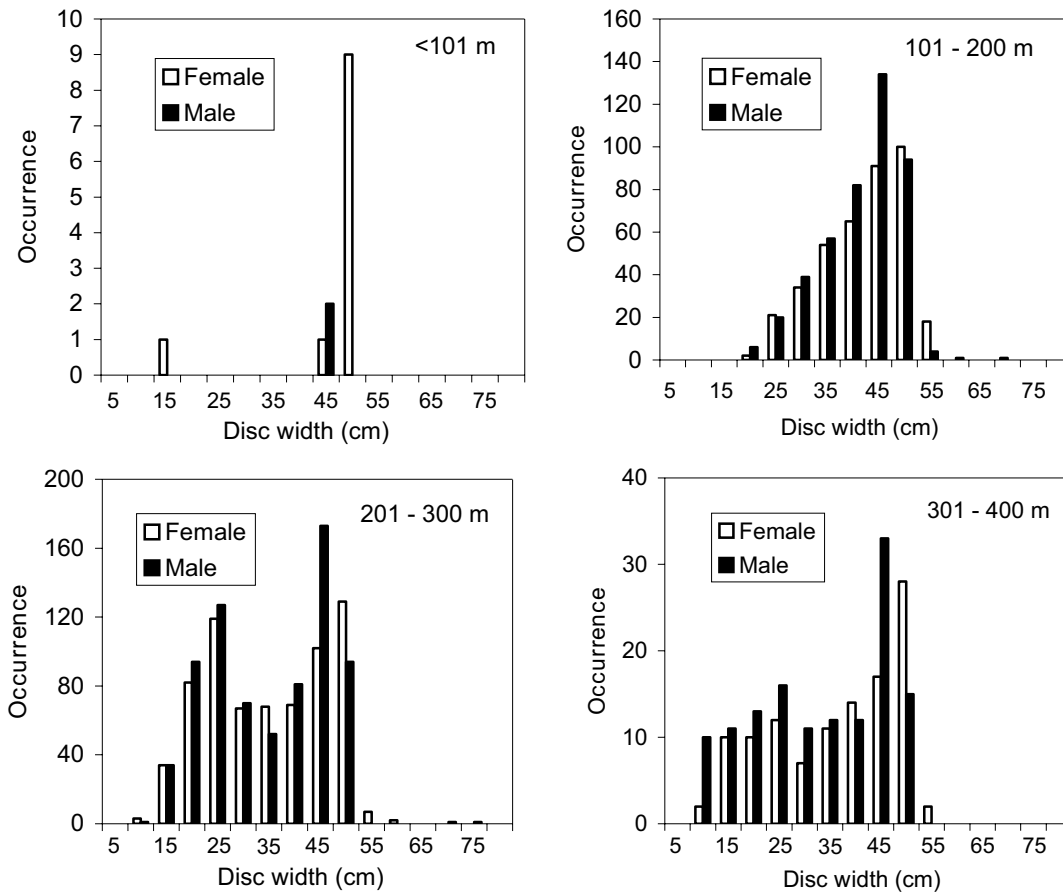 <101 m
Female
Male
Occurrence
10
9
8
7
6
5
4
3
2
1
0
5 15 25 35 45 55 65 75
Disc width (cm)
101 - 200 m
Female
Male
Occurrence
160
140
120
100
80
60
40
20
0
5 15 25 35 45 55 65 75
Disc width (cm)
201 - 300 m
Female
Male
Occurrence
200
160
120
80
40
0
5 15 25 35 45 55 65 75
Disc width (cm)
301 - 400 m
Female
Male
Occurrence
40
30
20
10
0
5 15 25 35 45 55 65 75
Disc width (cm)